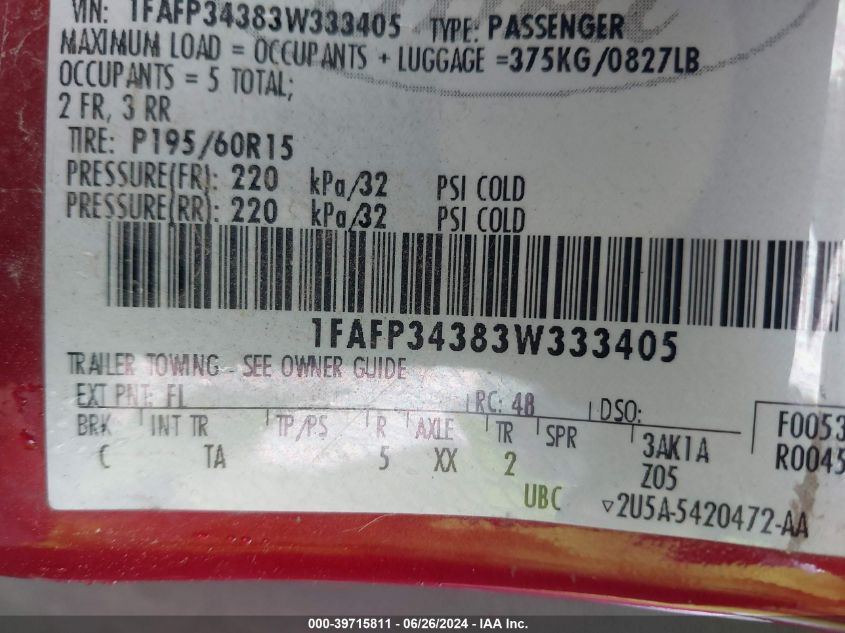 VIN: 1FAFP34383W333405 TYPE: PASSENGER
MAXIMUM LOAD = OCCUPANTS + LUGGAGE =375KG/0827LB
OCCUPANTS = 5 TOTAL;
2 FR, 3 RR
TIRE: P195/60R15
PRESSURE(FR): 220 kPa/32 PSI COLD
PRESSURE(RR): 220 kPa/32 PSI COLD
1FAFP34383W333405
TRAILER TOWING - SEE OWNER GUIDE
EXT PNT: FL RC: 48 DSO: F0053
BRK INT TR TP/PS R AXLE TR SPR 3AK1A R0045
C TA 5 XX 2 Z05
UBC ▿2U5A-5420472-AA
000-39715811 - 06/26/2024 - IAA Inc.